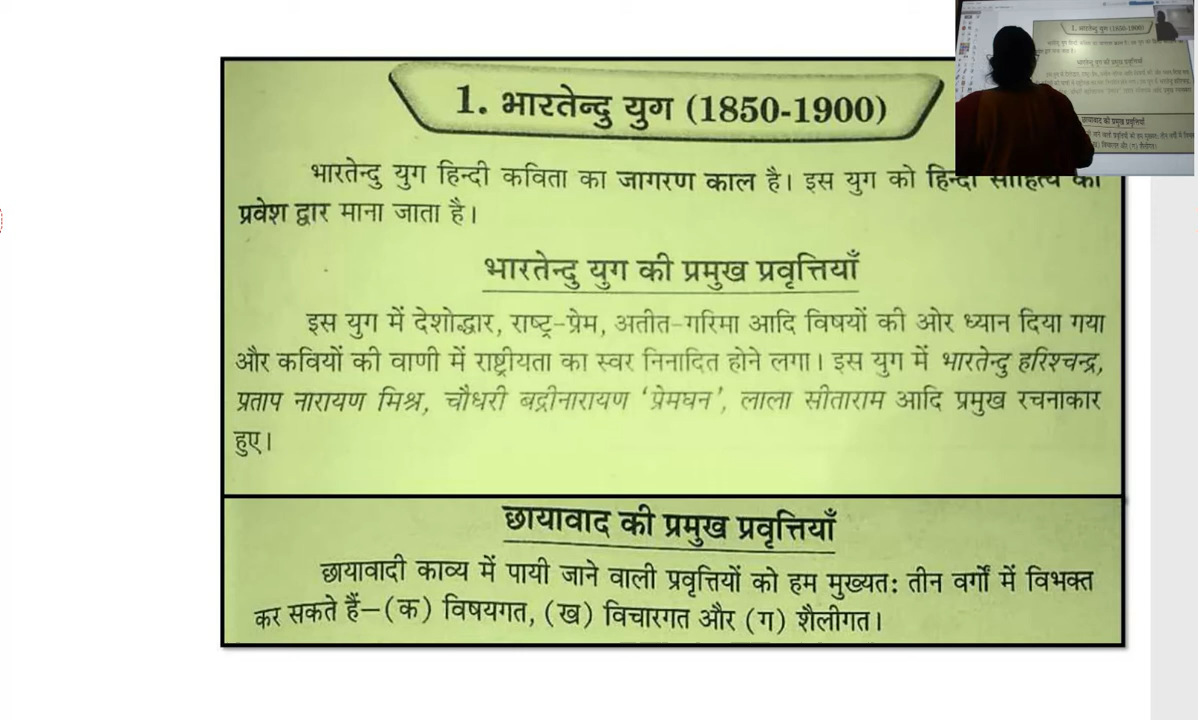 1. भारतेन्दु युग (1850-1900)
भारतेन्दु युग हिन्दी कविता का जागरण काल है। इस युग को हिन्दी साहित्य का
प्रवेश द्वार माना जाता है।
भारतेन्दु युग की प्रमुख प्रवृत्तियाँ
इस युग में देशोद्धार, राष्ट्र-प्रेम, अतीत-गरिमा आदि विषयों की ओर ध्यान दिया गया
और कवियों की वाणी में राष्ट्रीयता का स्वर निनादित होने लगा। इस युग में भारतेन्दु हरिश्चन्द्र,
प्रताप नारायण मिश्र, चौधरी बद्रीनारायण ‘प्रेमघन’, लाला सीताराम आदि प्रमुख रचनाकार
हुए।
छायावाद की प्रमुख प्रवृत्तियाँ
छायावादी काव्य में पायी जाने वाली प्रवृत्तियों को हम मुख्यतः तीन वर्गों में विभक्त
कर सकते हैं–(क) विषयगत, (ख) विचारगत और (ग) शैलीगत।